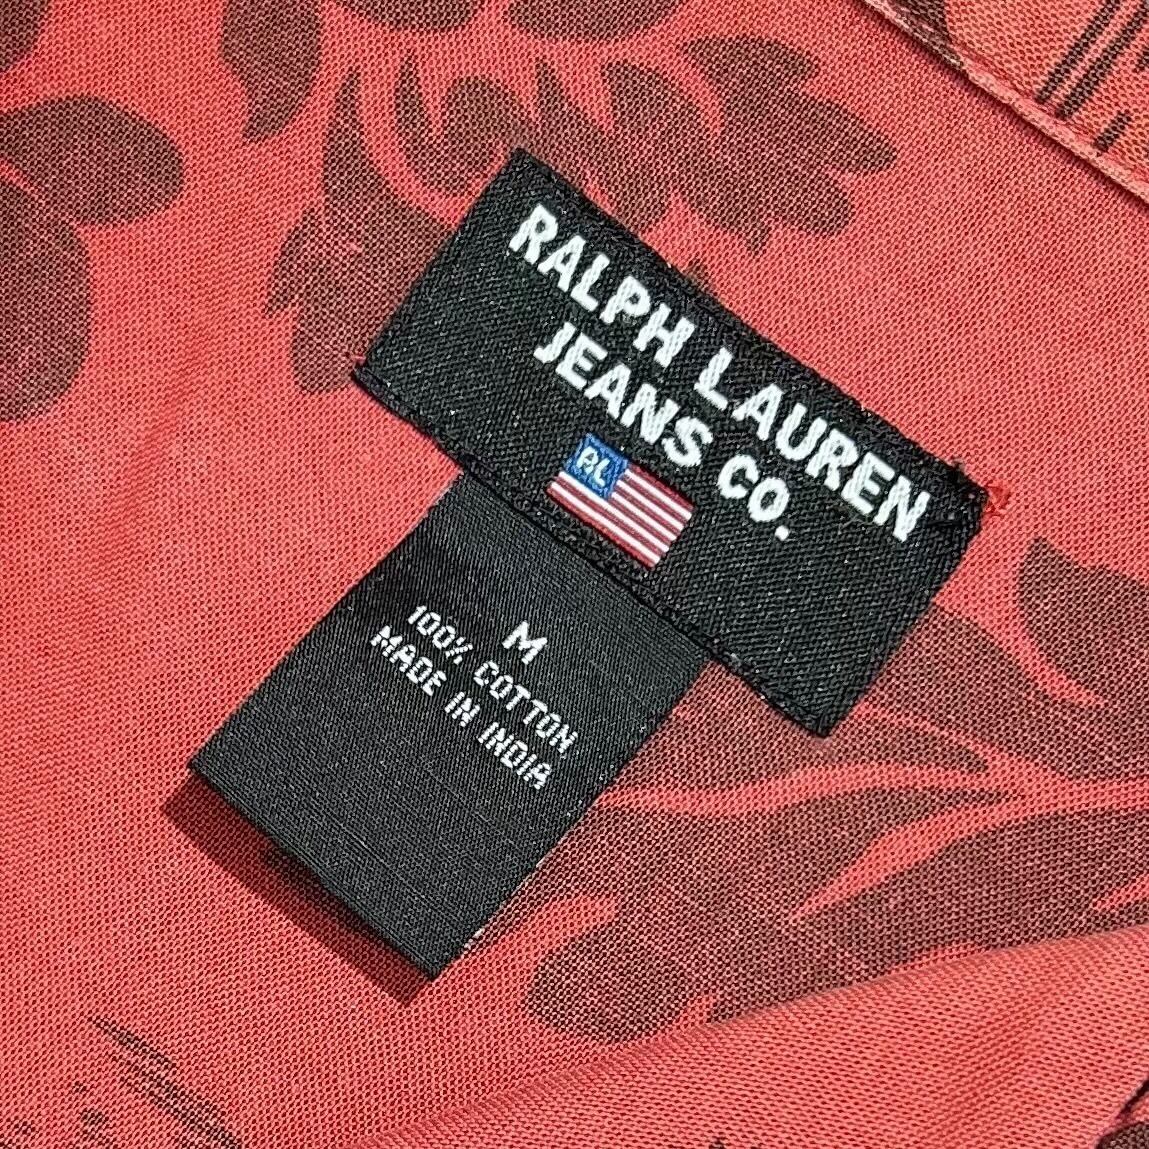 RALPH LAUREN
JEANS CO.
RL
M
100% COTTON
MADE IN INDIA